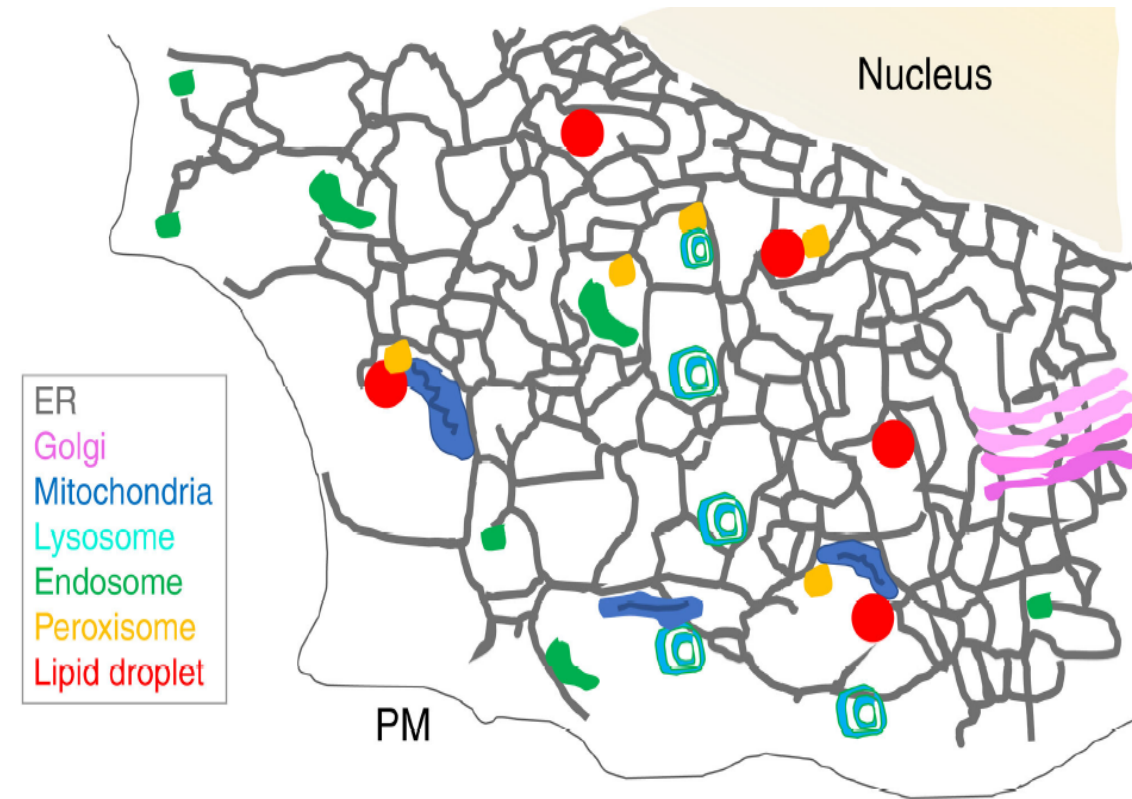 Nucleus
ER
Golgi
Mitochondria
Lysosome
Endosome
Peroxisome
Lipid droplet
PM